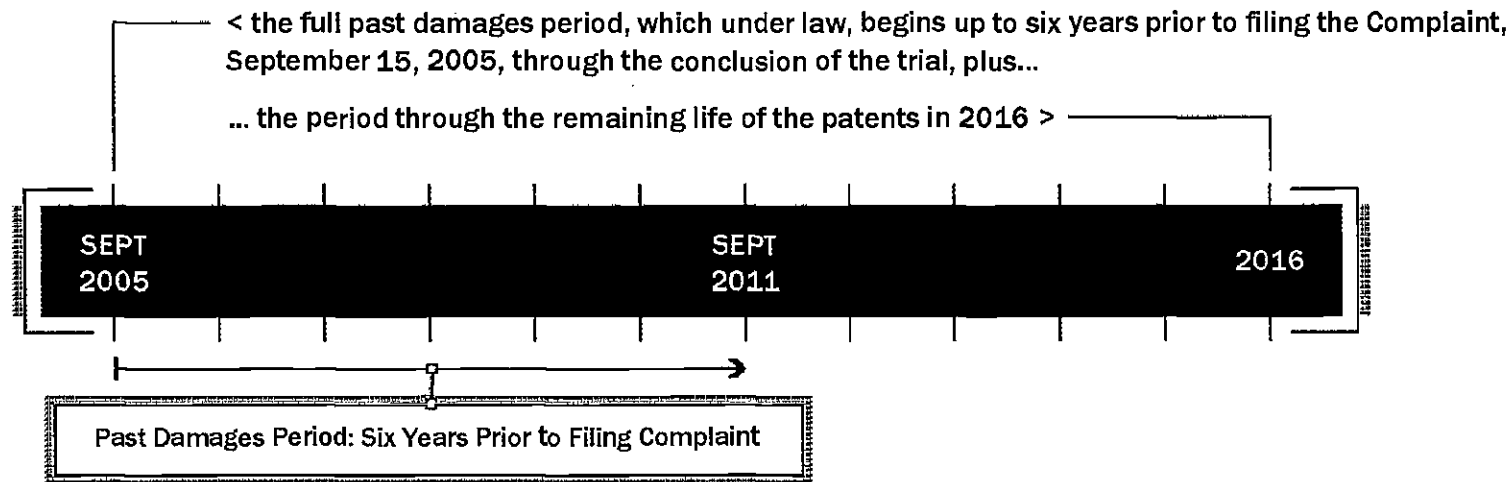 < the full past damages period, which under law, begins up to six years prior to filing the Complaint,
September 15, 2005, through the conclusion of the trial, plus...
... the period through the remaining life of the patents in 2016 >
SEPT
2005
SEPT
2011
2016
Past Damages Period: Six Years Prior to Filing Complaint